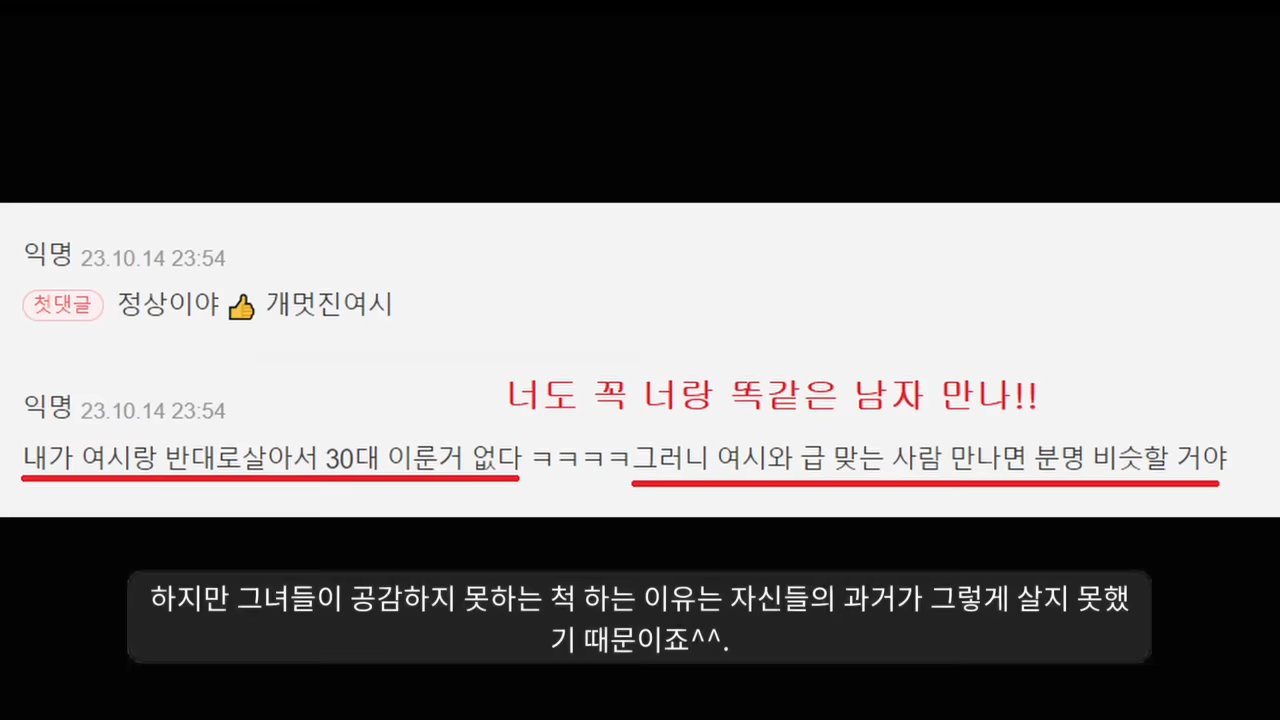 익명 23.10.14 23:54
첫댓글 정상이야 👍 개멋진여시
너도 꼭 너랑 똑같은 남자 만나!!
익명 23.10.14 23:54
내가 여시랑 반대로살아서 30대 이룬거 없다 ㅋㅋㅋㅋ그러니 여시와 급 맞는 사람 만나면 분명 비슷할 거야
하지만 그녀들이 공감하지 못하는 척 하는 이유는 자신들의 과거가 그렇게 살지 못했
기 때문이죠^^.